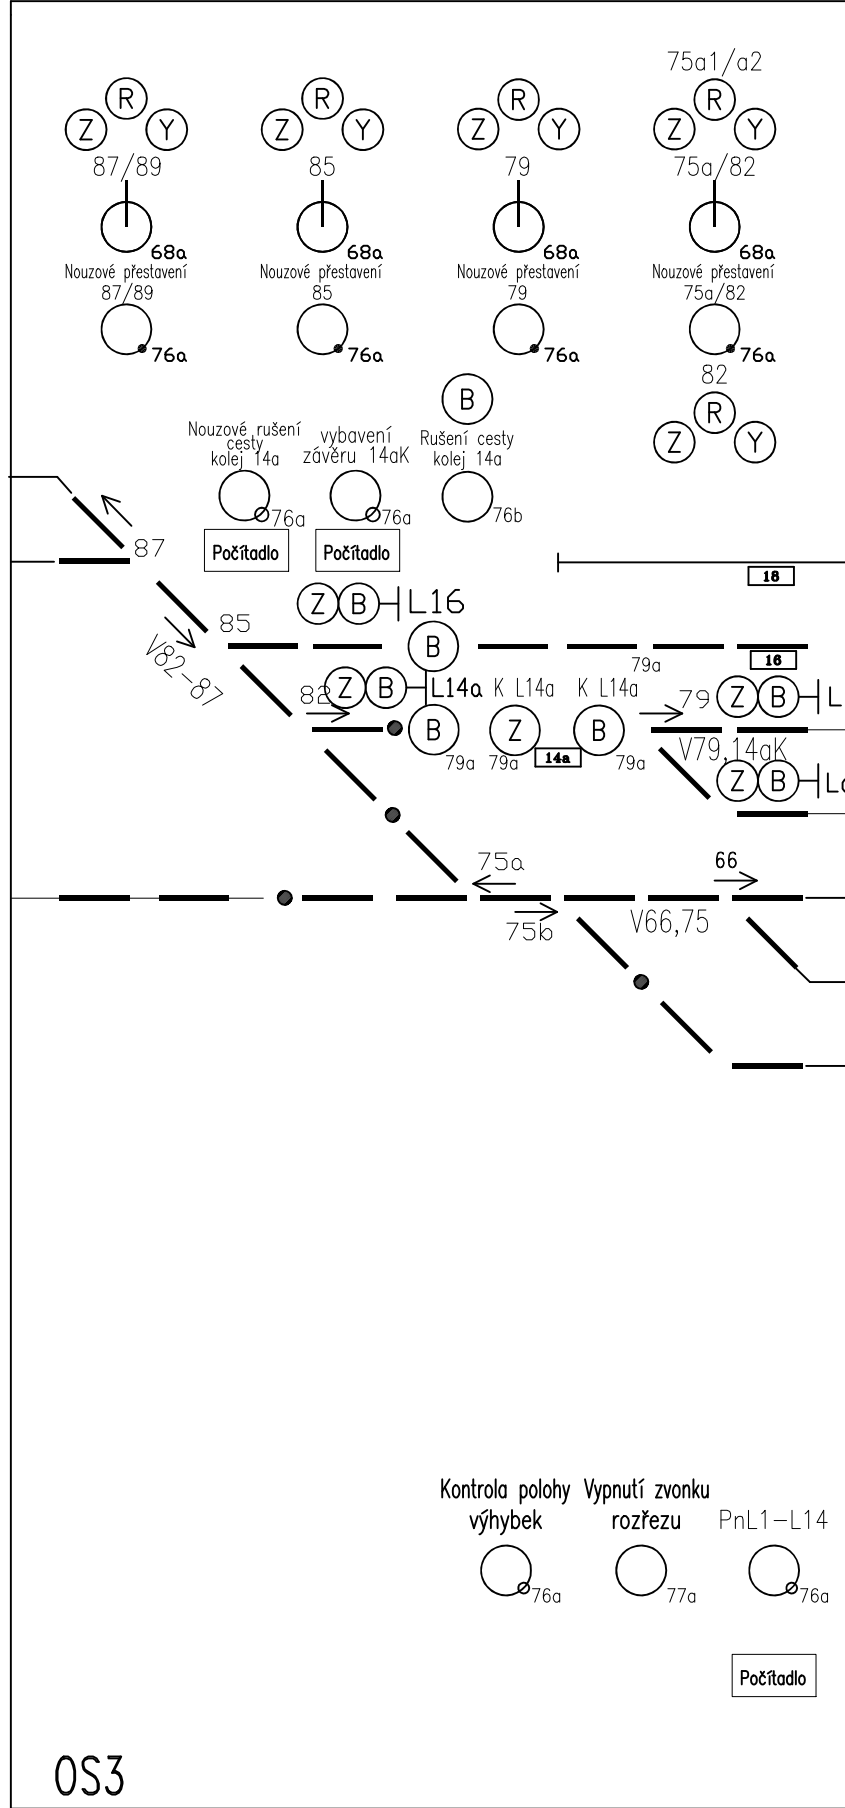 75a1/a2
R R R R
Z Y Z Y Z Y Z Y
87/89 85 79 75a/82
68a 68a 68a 68a
Nouzové přestavení Nouzové přestavení Nouzové přestavení Nouzové přestavení
87/89 85 79 75a/82
76a 76a 76a 76a
82
B R
Z Y
Nouzové rušení
cesty
kolej 14a
vybavení
závěru 14aK
Rušení cesty
kolej 14a
76a 76a 76b
Počítadlo Počítadlo
87
18
Z B L16
85
B
V82-87
79a
16
82 Z B L14a K L14a K L14a 79 Z B L
B Z B
79a 79a 14a 79a
V79,14aK
Z B
75a 66
75b V66,75
Kontrola polohy
výhybek
Vypnutí zvonku
rozřezu
PnL1-L14
76a 77a 76a
Počítadlo
OS3